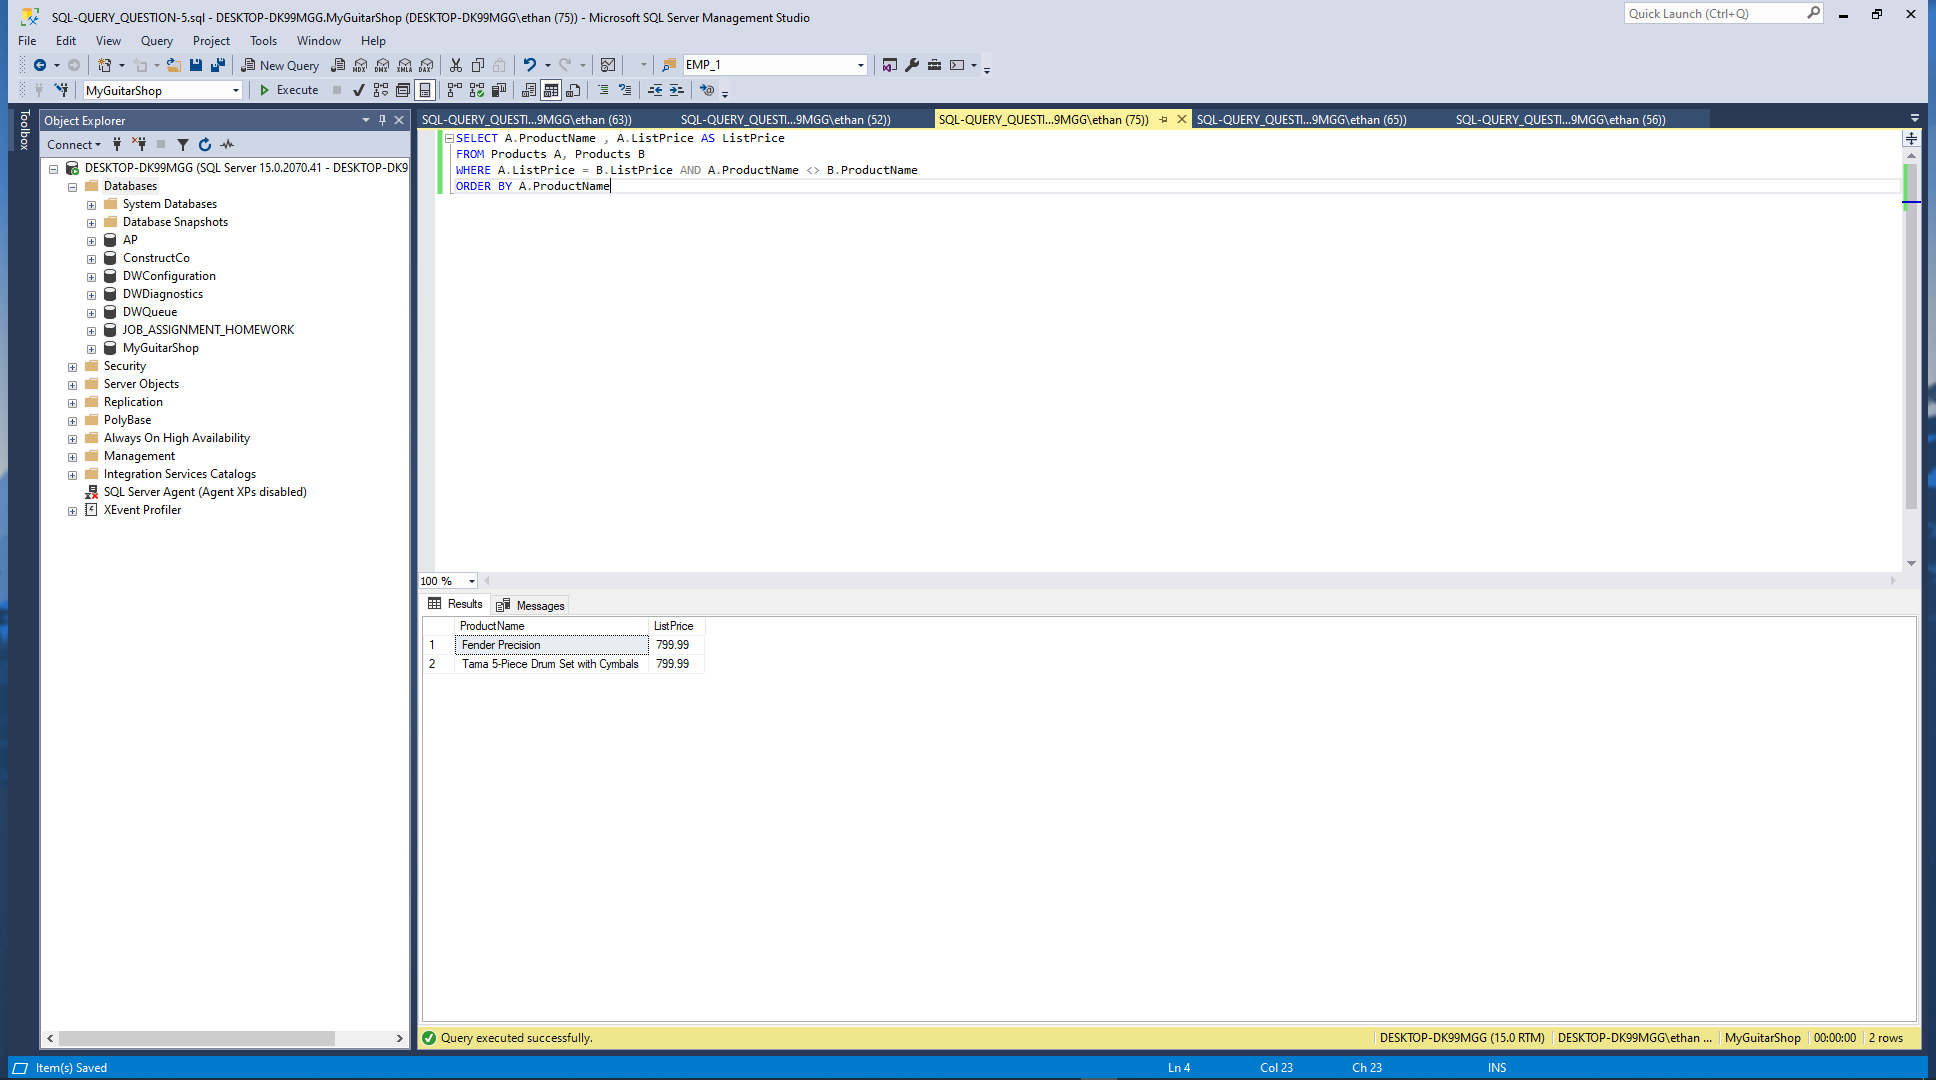 SQL-QUERY_QUESTION-5.sql - DESKTOP-DK99MGG.MyGuitarShop (DESKTOP-DK99MGG\ethan (75)) - Microsoft SQL Server Management Studio
Quick Launch (Ctrl+Q)
File Edit View Query Project Tools Window Help
New Query MDX DMX XMLA DAX EMP_1
MyGuitarShop Execute
Toolbox
Object Explorer
Connect
DESKTOP-DK99MGG (SQL Server 15.0.2070.41 - DESKTOP-DK9
Databases
System Databases
Database Snapshots
AP
ConstructCo
DWConfiguration
DWDiagnostics
DWQueue
JOB_ASSIGNMENT_HOMEWORK
MyGuitarShop
Security
Server Objects
Replication
PolyBase
Always On High Availability
Management
Integration Services Catalogs
SQL Server Agent (Agent XPs disabled)
XEvent Profiler
SQL-QUERY_QUESTI...9MGG\ethan (63)) SQL-QUERY_QUESTI...9MGG\ethan (52)) SQL-QUERY_QUESTI...9MGG\ethan (75)) SQL-QUERY_QUESTI...9MGG\ethan (65)) SQL-QUERY_QUESTI...9MGG\ethan (56))
SELECT A.ProductName , A.ListPrice AS ListPrice
FROM Products A, Products B
WHERE A.ListPrice = B.ListPrice AND A.ProductName <> B.ProductName
ORDER BY A.ProductName
100 %
Results Messages
ProductName ListPrice
1 Fender Precision 799.99
2 Tama 5-Piece Drum Set with Cymbals 799.99
Query executed successfully. DESKTOP-DK99MGG (15.0 RTM) DESKTOP-DK99MGG\ethan ... MyGuitarShop 00:00:00 2 rows
Item(s) Saved Ln 4 Col 23 Ch 23 INS